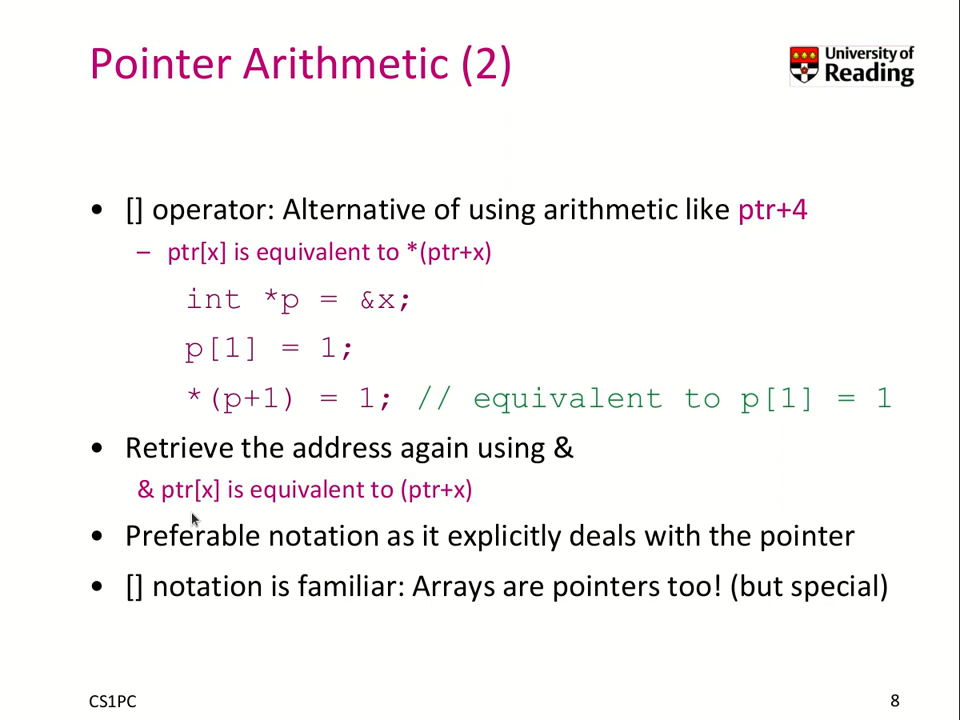 Pointer Arithmetic (2)
University of
Reading
• [] operator: Alternative of using arithmetic like ptr+4
– ptr[x] is equivalent to *(ptr+x)
int *p = &x;
p[1] = 1;
*(p+1) = 1; // equivalent to p[1] = 1
• Retrieve the address again using &
& ptr[x] is equivalent to (ptr+x)
• Preferable notation as it explicitly deals with the pointer
• [] notation is familiar: Arrays are pointers too! (but special)
CS1PC
8